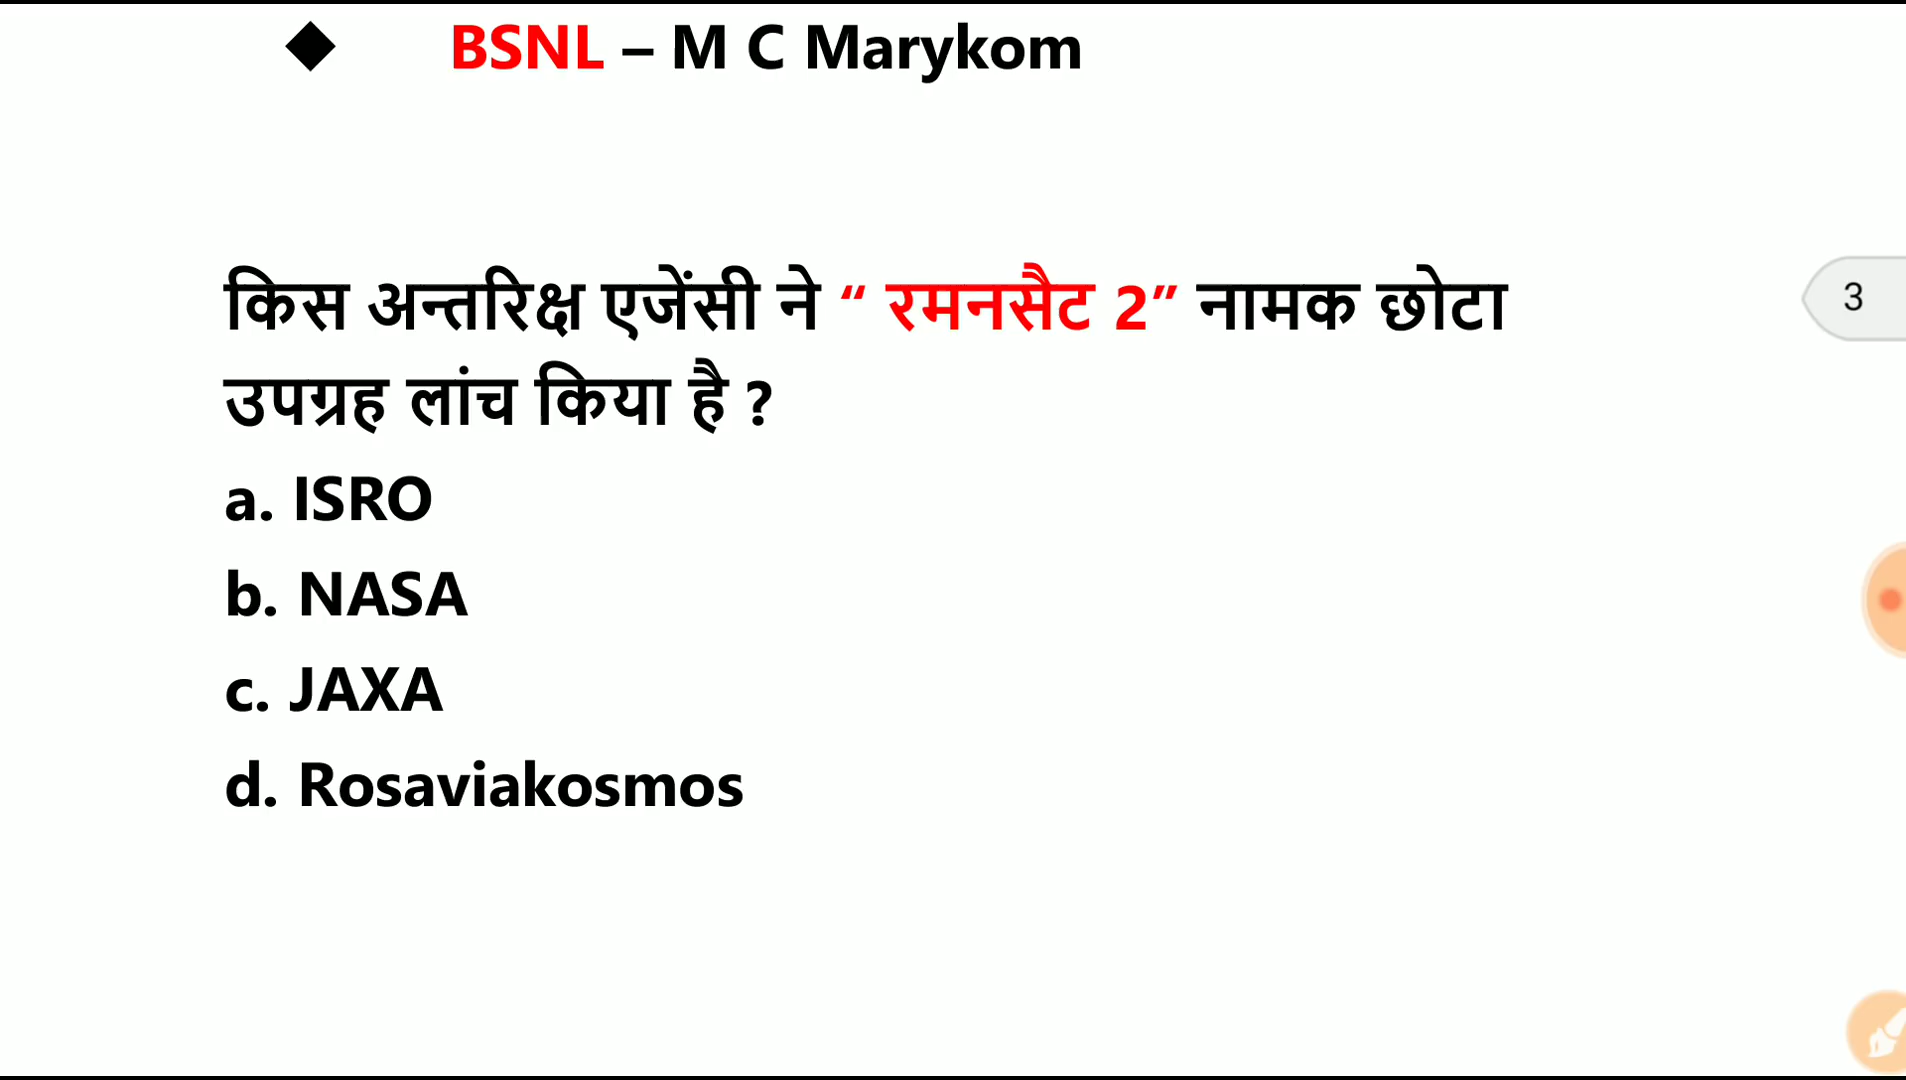 ◆ BSNL – M C Marykom
किस अन्तरिक्ष एजेंसी ने “ रमनसैट 2” नामक छोटा
उपग्रह लांच किया है ?
a. ISRO
b. NASA
c. JAXA
d. Rosaviakosmos
3